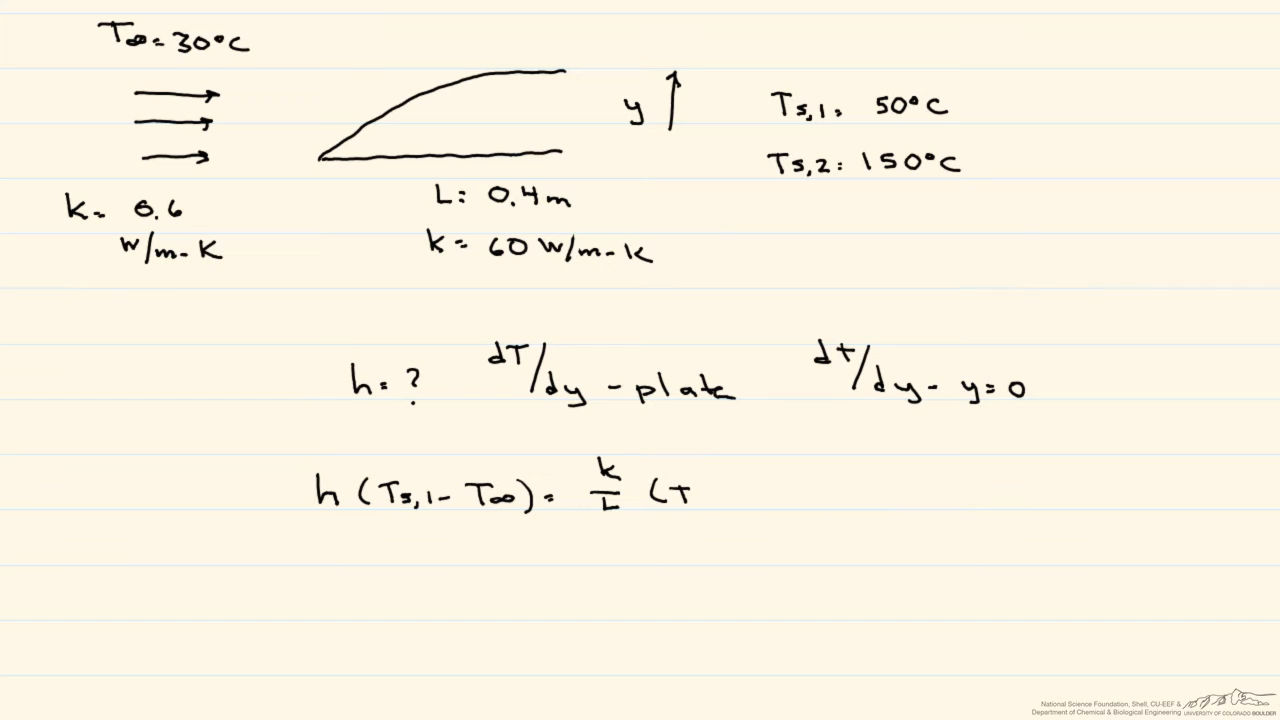 T∞ = 30°C
y
Ts,1 = 50°C
Ts,2 = 150°C
L = 0.4m
k = 0.6
W/m-K
k = 60 W/m-K
h = ? dT/dy - plate dt/dy - y=0
h (Ts,1 - T∞) = k/L (T
National Science Foundation, Shell, CU-EEF &
Department of Chemical & Biological Engineering UNIVERSITY OF COLORADO BOULDER